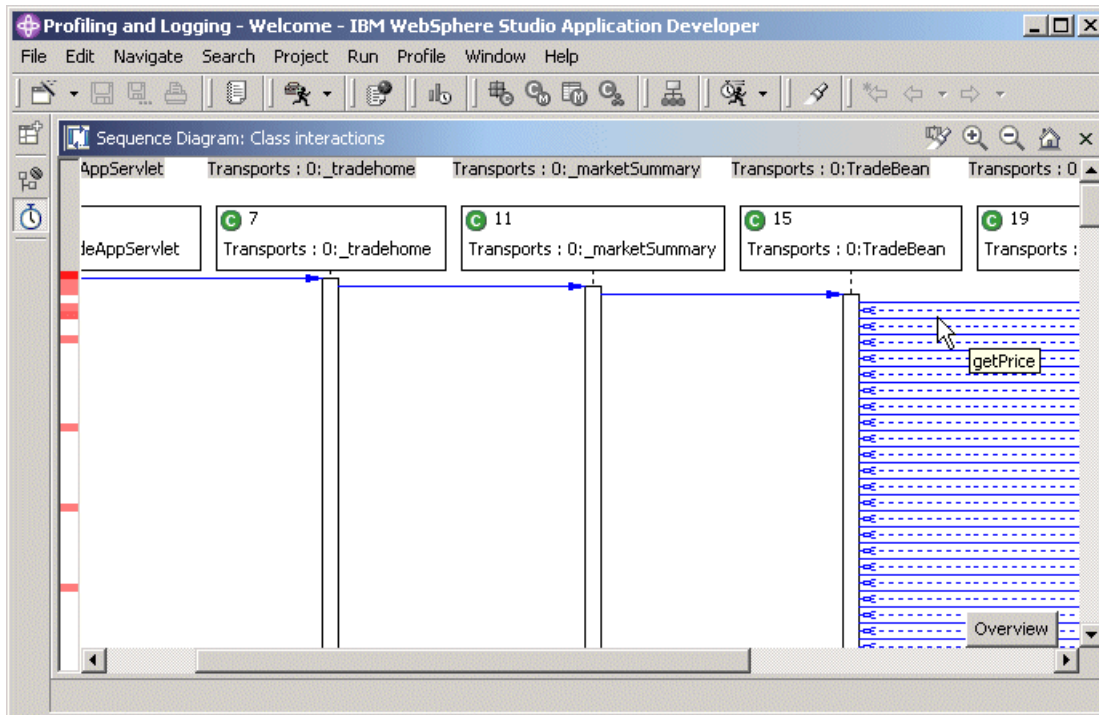 Profiling and Logging - Welcome - IBM WebSphere Studio Application Developer
File Edit Navigate Search Project Run Profile Window Help
Sequence Diagram: Class interactions
AppServlet Transports : 0:_tradehome Transports : 0:_marketSummary Transports : 0:TradeBean Transports : 0
C 7 C 11 C 15 C 19
deAppServlet Transports : 0:_tradehome Transports : 0:_marketSummary Transports : 0:TradeBean Transports :
getPrice
Overview